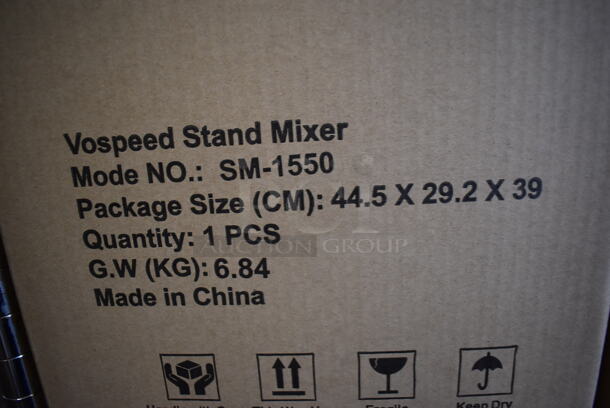 Vospeed Stand Mixer
Mode NO.: SM-1550
Package Size (CM): 44.5 X 29.2 X 39
Quantity: 1 PCS
AUCTION GROUP
G.W (KG): 6.84
Made in China
Fragile
Keep Dry